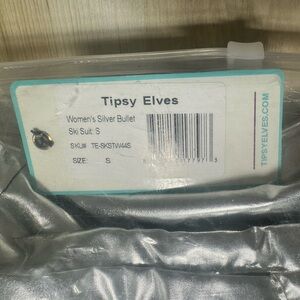 Tipsy Elves
Women's Silver Bullet
Ski Suit: S
SKU# TE-SKSTW44S
SIZE: S
TIPSYELVES.COM